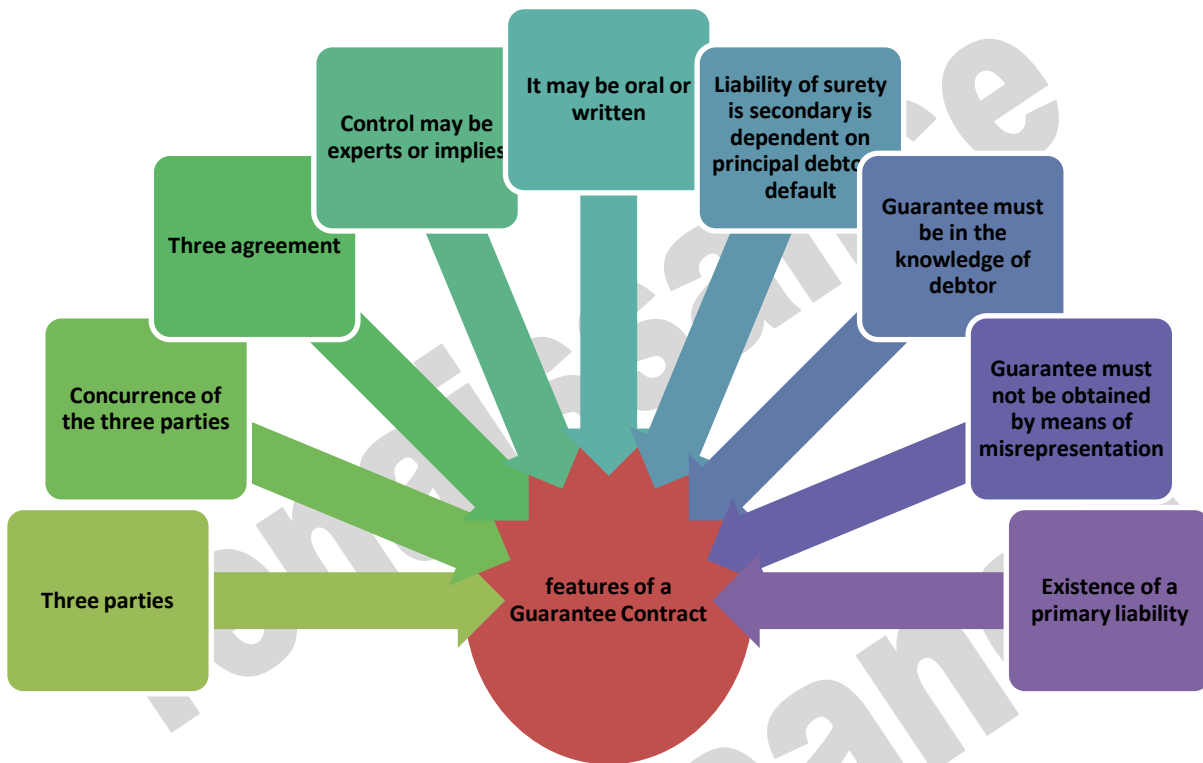 Three parties
Concurrence of
the three parties
Three agreement
Control may be
experts or implies
It may be oral or
written
Liability of surety
is secondary is
dependent on
principal debto
default
Guarantee must
be in the
knowledge of
debtor
Guarantee must
not be obtained
by means of
misrepresentation
Existence of a
primary liability
features of a
Guarantee Contract